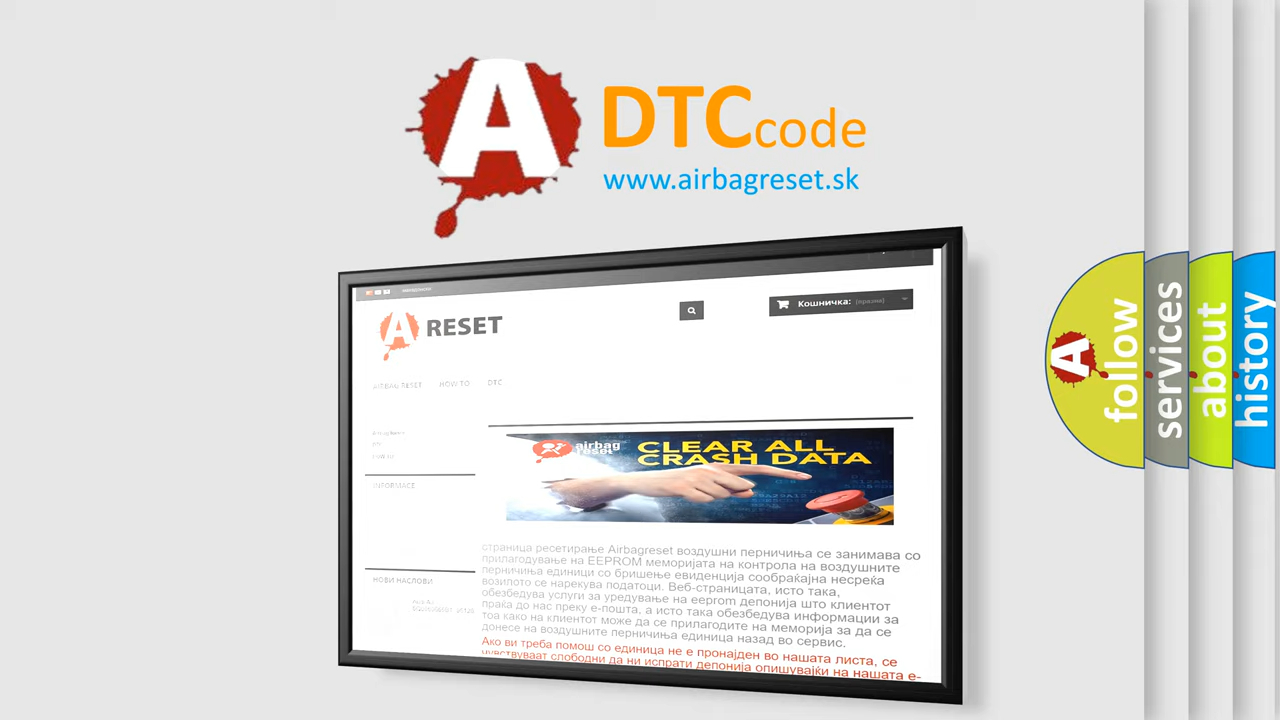 A DTC code
www.airbagreset.sk
A RESET
Кошничка: (празни)
AIRBAG RESET HOW TO DTC
airbag reset
CLEAR ALL
CRASH DATA
INFORMACE
страница ресетирање Airbagreset воздушни перничиња се занимава со
прилагодување на EEPROM меморијата на контрола на воздушните
перничиња единици со бришење евиденција сообраќајна несреќа
возилото се нарекува податоци. Веб-страницата, исто така,
обезбедува услуги за уредување на eeprom депонија што клиентот
праќа до нас преку е-пошта, а исто така обезбедува информации за
тоа како на клиентот може да се прилагодите на меморија за да се
донесе на воздушните перничиња единица назад во сервис.
Ако ви треба помош со единица не е пронајден во нашата листа, се
чувствуваат слободни да ни испрати депонија опишувајќи на нашата е-
НОВИ НАСЛОВИ
A follow
services
about
history